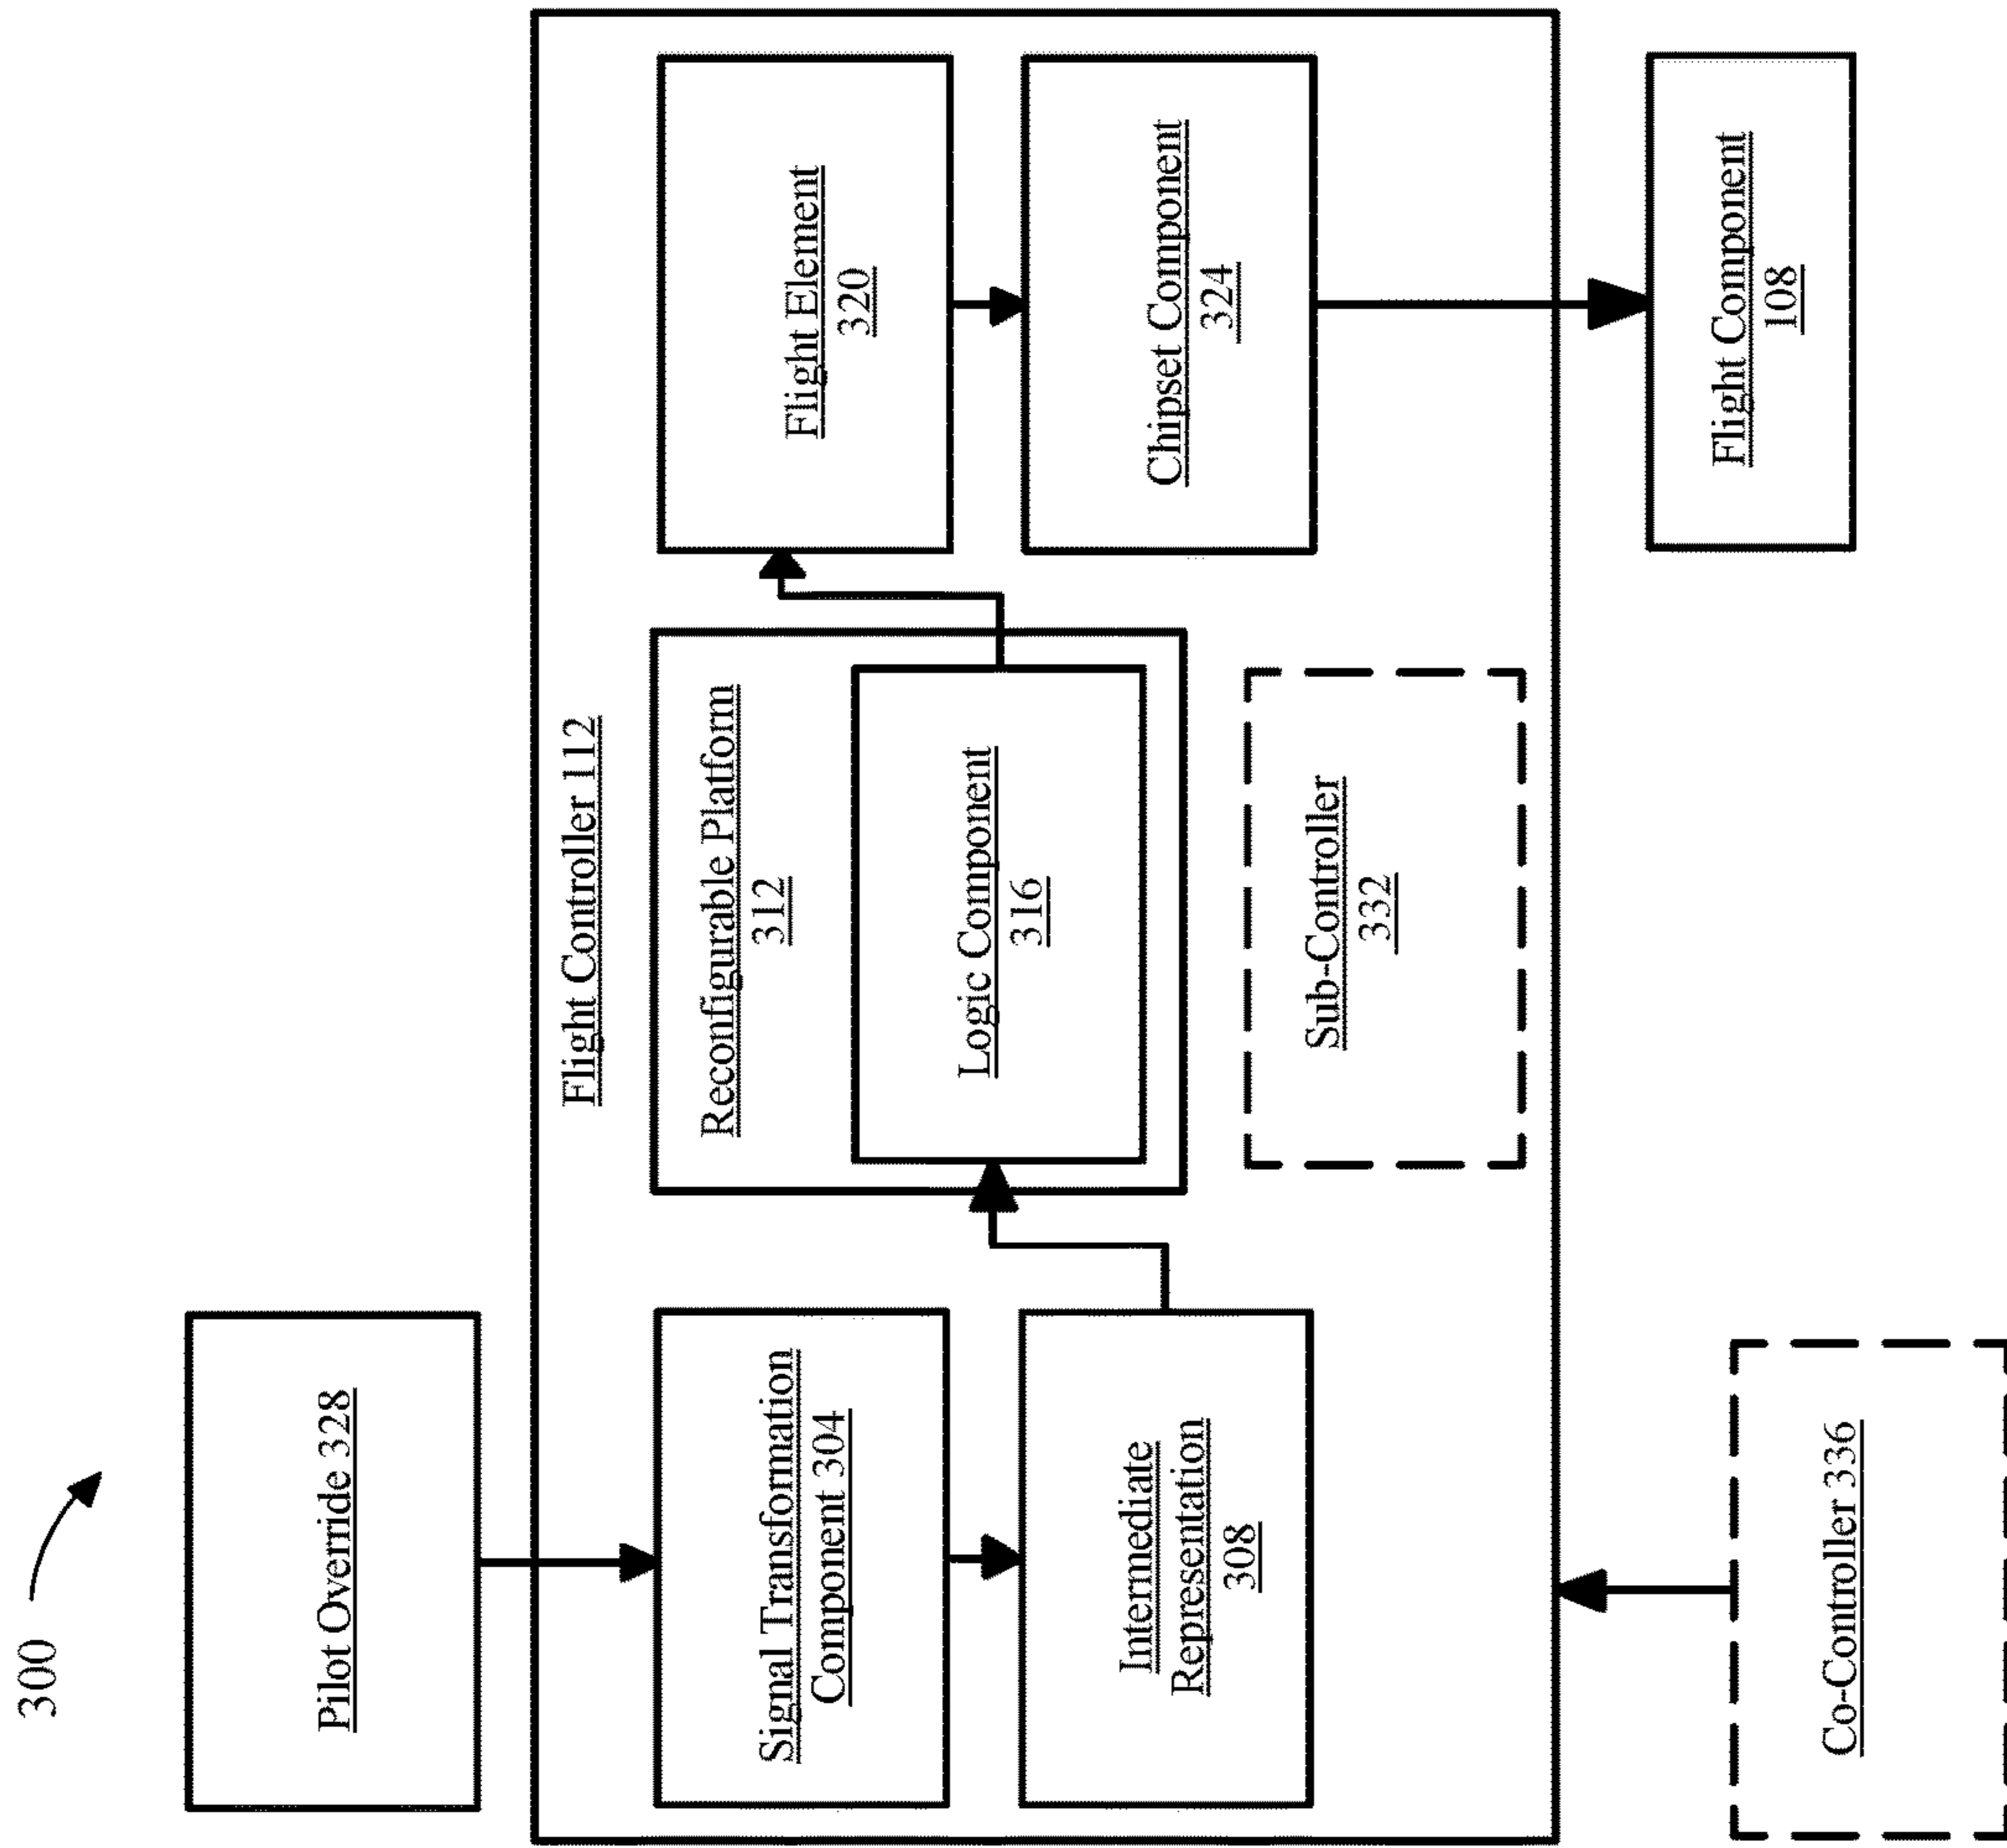 300
Pilot Override 328
Flight Controller 112
Signal Transformation
Component 304
Intermediate
Representation
308
Reconfigurable Platform
312
Logic Component
316
Sub-Controller
332
Flight Element
320
Chipset Component
324
Co-Controller 336
Flight Component
108